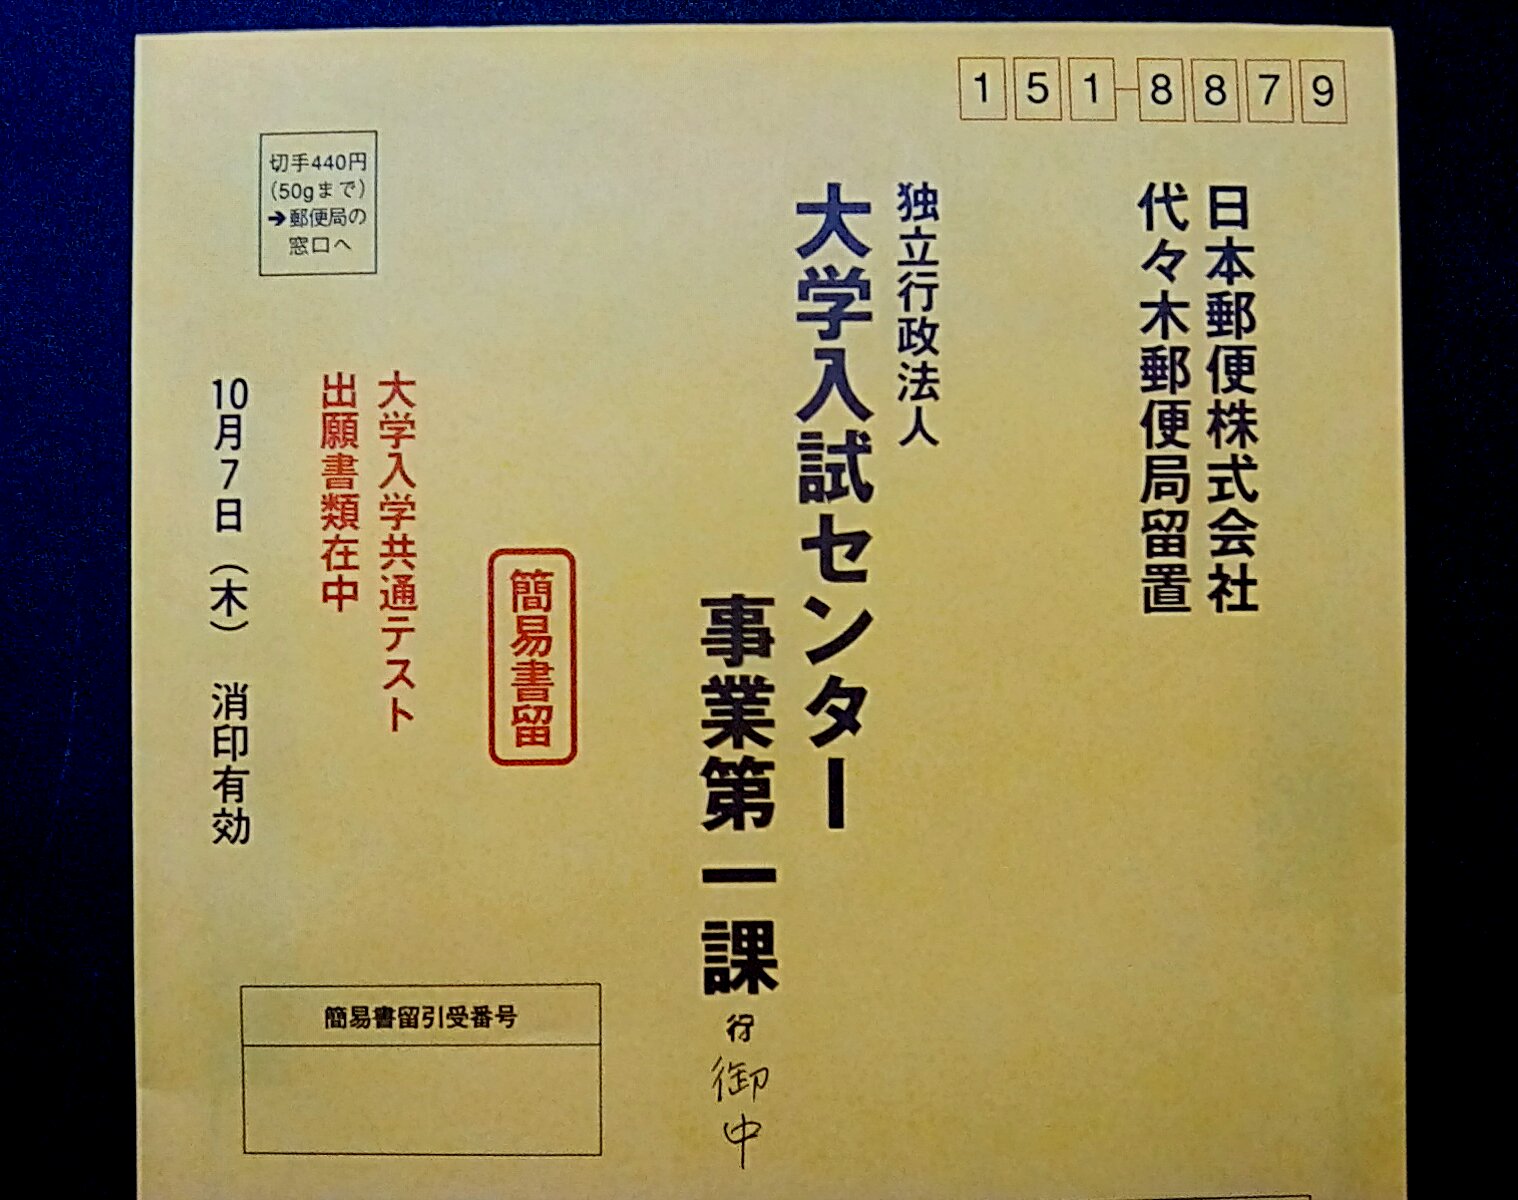 151-8879
日本郵便株式会社
代々木郵便局留置
独立行政法人
大学入試センター
事業第一課行
御中
簡易書留
大学入学共通テスト
出願書類在中
10月7日（木）　消印有効
切手440円
(50gまで)
➔郵便局の
窓口へ
簡易書留引受番号